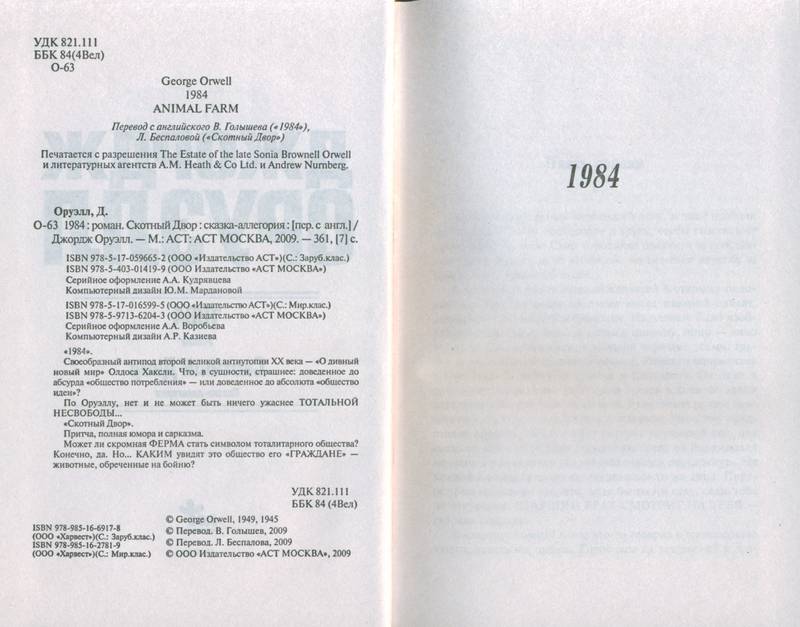 УДК 821.111
ББК 84(4Вел)
О-63
George Orwell
1984
ANIMAL FARM
Перевод с английского В. Голышева («1984»),
Л. Беспаловой («Скотный Двор»)
Печатается с разрешения The Estate of the late Sonia Brownell Orwell
и литературных агентств A.M. Heath & Co Ltd. и Andrew Nurnberg.
Оруэлл, Д.
О-63 1984 : роман. Скотный Двор : сказка-аллегория : [пер. с англ.] /
Джордж Оруэлл. — М.: АСТ: АСТ МОСКВА, 2009. — 361, [7] с.
ISBN 978-5-17-059665-2 (ООО «Издательство АСТ»)(С.: Заруб.клас.)
ISBN 978-5-403-01419-9 (ООО Издательство «АСТ МОСКВА»)
Серийное оформление А.А. Кудрявцева
Компьютерный дизайн Ю.М. Мардановой
ISBN 978-5-17-016599-5 (ООО «Издательство АСТ»)(С.: Мир.клас.)
ISBN 978-5-9713-6204-3 (ООО Издательство «АСТ МОСКВА»)
Серийное оформление А.А. Воробьева
Компьютерный дизайн А.Р. Казиева
«1984».
Своеобразный антипод второй великой антиутопии XX века — «О дивный
новый мир» Олдоса Хаксли. Что, в сущности, страшнее: доведенное до
абсурда «общество потребления» — или доведенное до абсолюта «общество
идеи»?
По Оруэллу, нет и не может быть ничего ужаснее ТОТАЛЬНОЙ
НЕСВОБОДЫ...
«Скотный Двор».
Притча, полная юмора и сарказма.
Может ли скромная ФЕРМА стать символом тоталитарного общества?
Конечно, да. Но... КАКИМ увидят это общество его «ГРАЖДАНЕ» —
животные, обреченные на бойню?
УДК 821.111
ББК 84 (4Вел)
© George Orwell, 1949, 1945
© Перевод. В. Голышев, 2009
© Перевод. Л. Беспалова, 2009
© ООО Издательство «АСТ МОСКВА», 2009
ISBN 978-985-16-6917-8
(ООО «Харвест»)(С.: Заруб.клас.)
ISBN 978-985-16-2781-9
(ООО «Харвест»)(С.: Мир.клас.)
1984